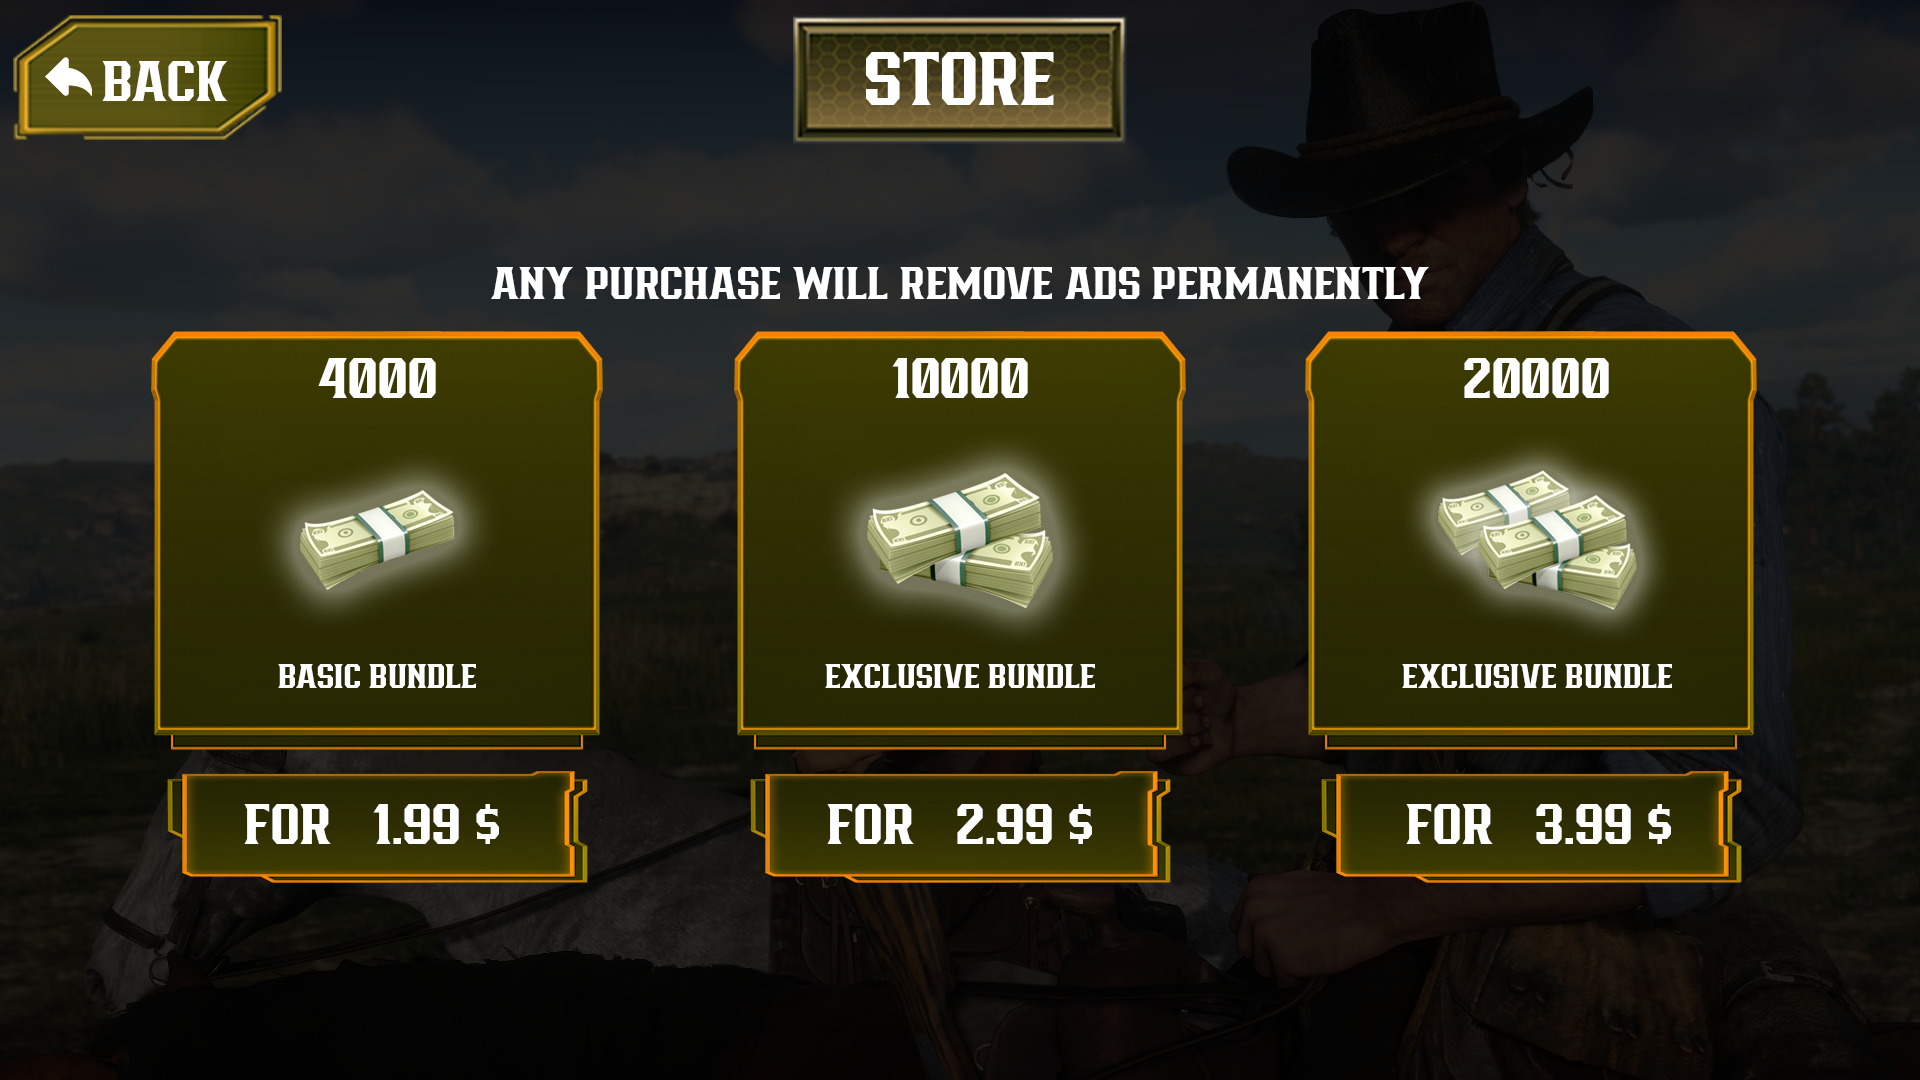 BACK
STORE
ANY PURCHASE WILL REMOVE ADS PERMANENTLY
4000
10000
20000
BASIC BUNDLE
EXCLUSIVE BUNDLE
EXCLUSIVE BUNDLE
FOR 1.99 $
FOR 2.99 $
FOR 3.99 $